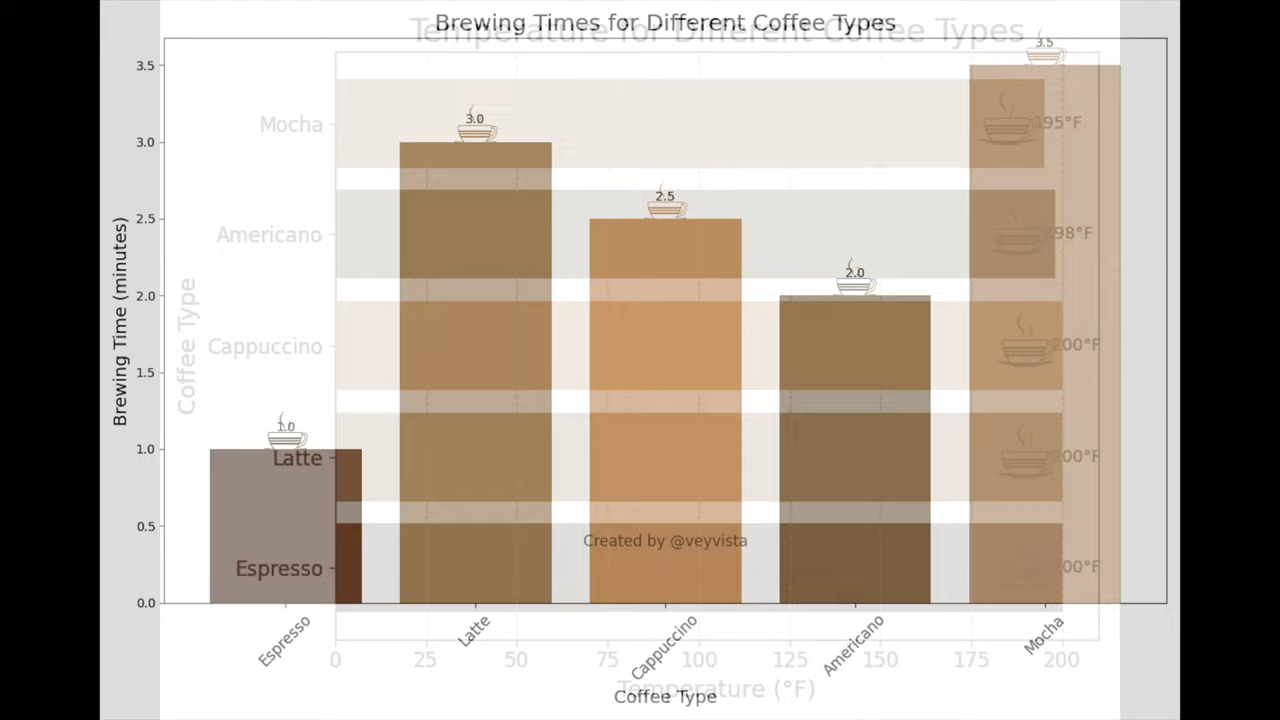 Brewing Times for Different Coffee Types
Temperature for Different Coffee Types
Brewing Time (minutes)
3.5
3.0
2.5
2.0
1.5
1.0
0.5
0.0
Coffee Type
Mocha
Americano
Cappuccino
Latte
Espresso
1.0
3.0
2.5
2.0
3.5
195°F
198°F
200°F
200°F
200°F
Created by @veyvista
Espresso
Latte
Cappuccino
Americano
Mocha
0
25
50
75
100
125
150
175
200
Temperature (°F)
Coffee Type